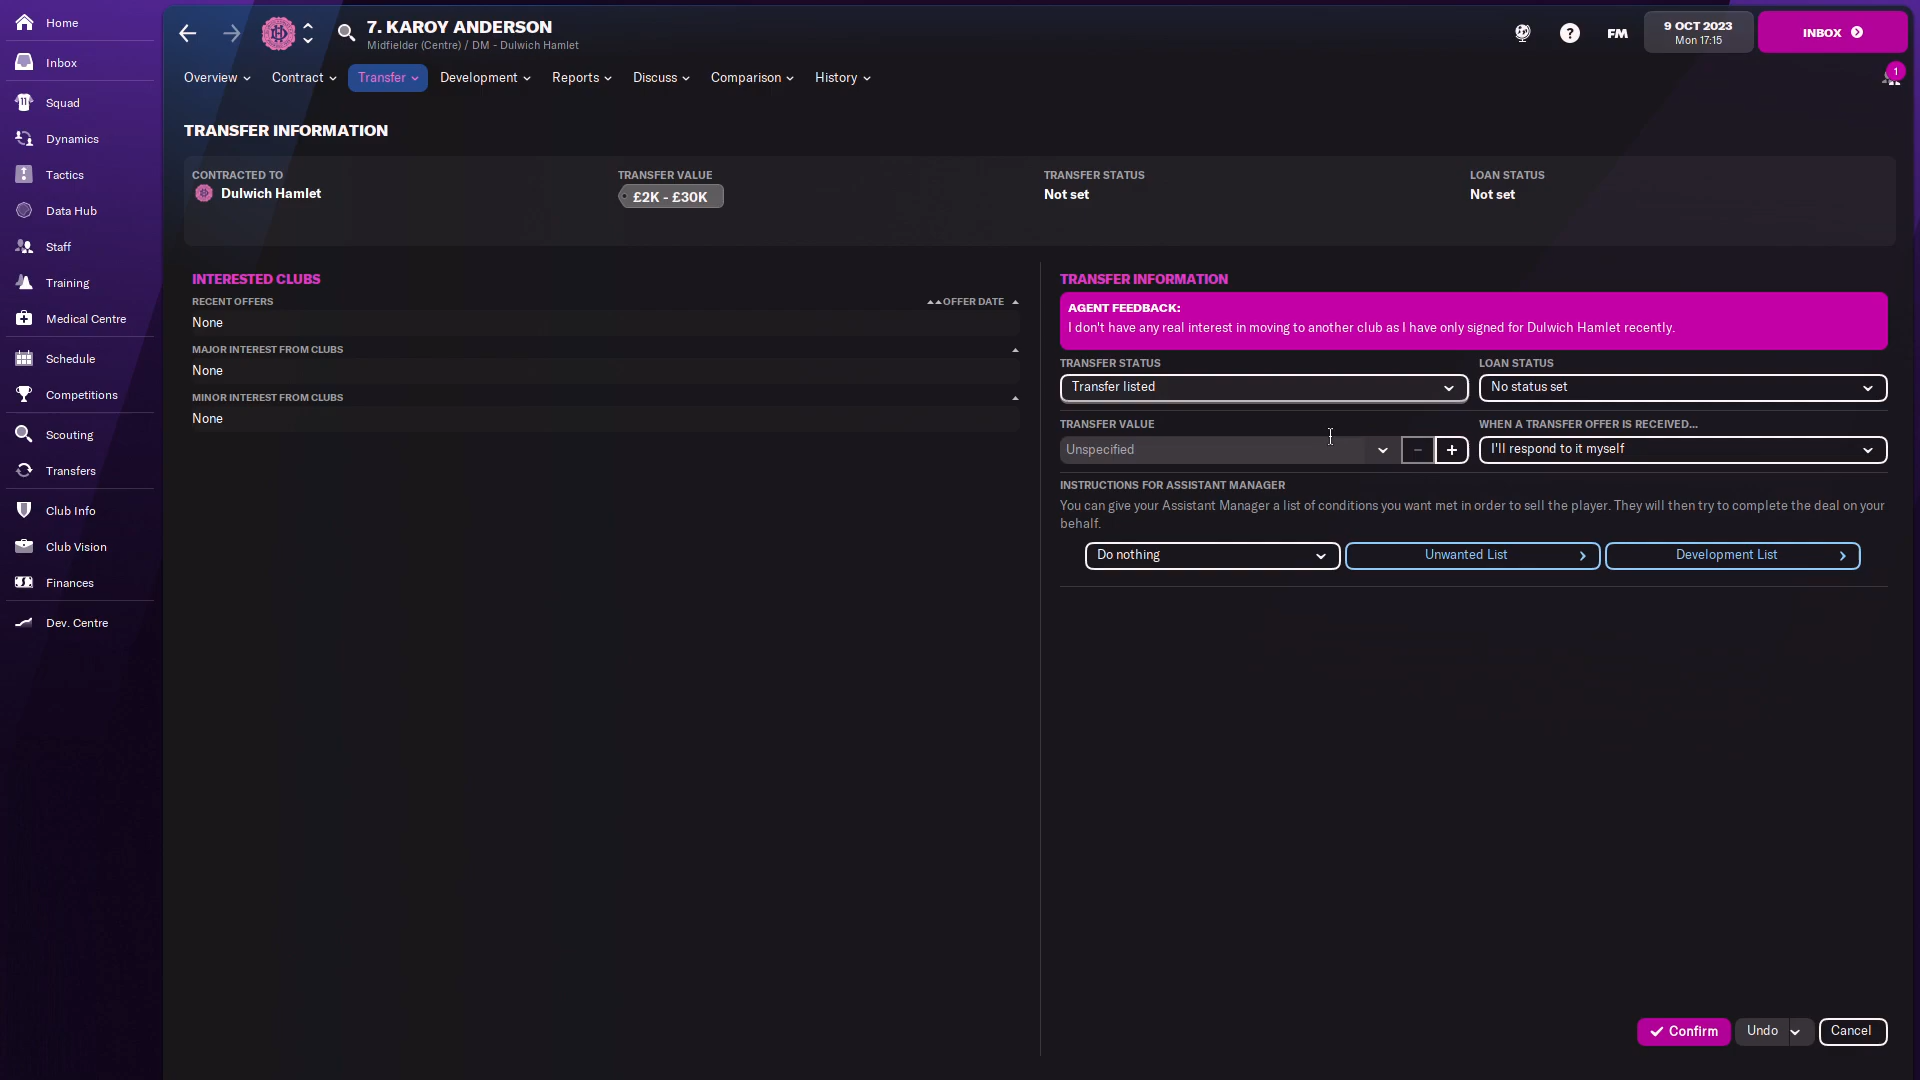 Home
Inbox
Squad
Dynamics
Tactics
Data Hub
Staff
Training
Medical Centre
Schedule
Competitions
Scouting
Transfers
Club Info
Club Vision
Finances
Dev. Centre
7. KAROY ANDERSON
Midfielder (Centre) / DM - Dulwich Hamlet
FM
9 OCT 2023
Mon 17:15
INBOX
1
Overview
Contract
Transfer
Development
Reports
Discuss
Comparison
History
TRANSFER INFORMATION
CONTRACTED TO
Dulwich Hamlet
TRANSFER VALUE
£2K - £30K
TRANSFER STATUS
Not set
LOAN STATUS
Not set
INTERESTED CLUBS
RECENT OFFERS
OFFER DATE
None
MAJOR INTEREST FROM CLUBS
None
MINOR INTEREST FROM CLUBS
None
TRANSFER INFORMATION
AGENT FEEDBACK:
I don't have any real interest in moving to another club as I have only signed for Dulwich Hamlet recently.
TRANSFER STATUS
Transfer listed
LOAN STATUS
No status set
TRANSFER VALUE
Unspecified
WHEN A TRANSFER OFFER IS RECEIVED...
I'll respond to it myself
INSTRUCTIONS FOR ASSISTANT MANAGER
You can give your Assistant Manager a list of conditions you want met in order to sell the player. They will then try to complete the deal on your
behalf.
Do nothing
Unwanted List
Development List
Confirm
Undo
Cancel